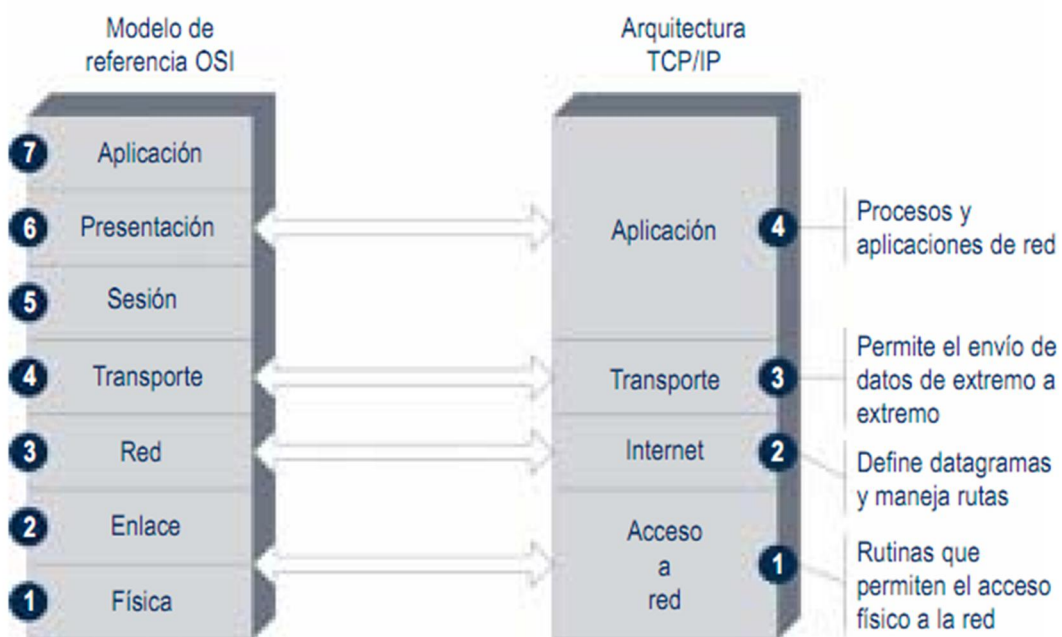 Modelo de
referencia OSI
7 Aplicación
6 Presentación
5 Sesión
4 Transporte
3 Red
2 Enlace
1 Física
Arquitectura
TCP/IP
Aplicación 4
Transporte 3
Internet 2
Acceso
a
red 1
Procesos y
aplicaciones de red
Permite el envío de
datos de extremo a
extremo
Define datagramas
y maneja rutas
Rutinas que
permiten el acceso
físico a la red